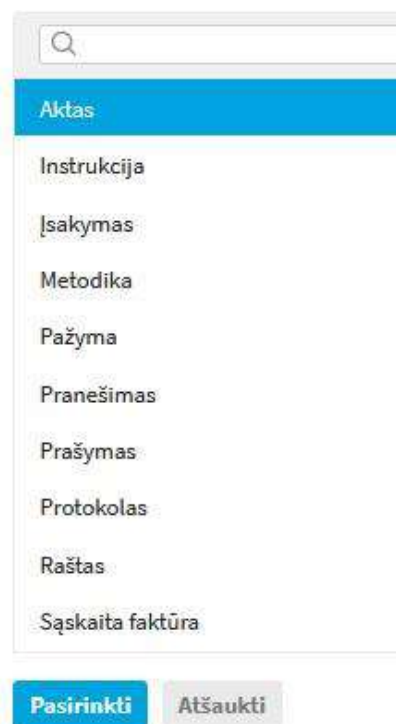 Aktas
Instrukcija
Įsakymas
Metodika
Pažyma
Pranešimas
Prašymas
Protokolas
Raštas
Sąskaita faktūra
Pasirinkti Atšaukti